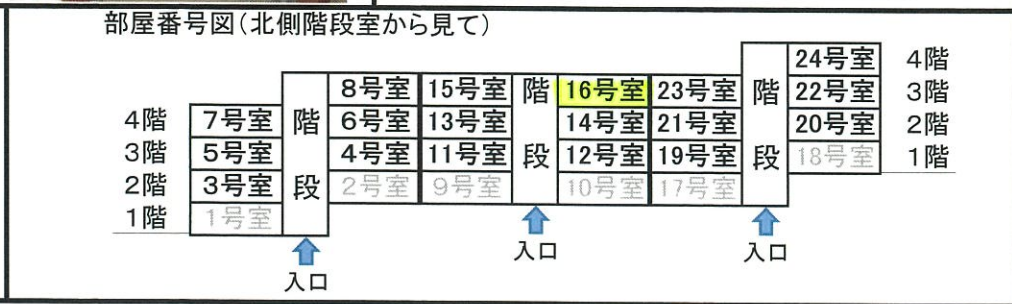 部屋番号図(北側階段室から見て)
24号室 4階
8号室 15号室 階 16号室 23号室 階 22号室 3階
4階 7号室 階 6号室 13号室 14号室 21号室 20号室 2階
3階 5号室 4号室 11号室 段 12号室 19号室 段 18号室 1階
2階 3号室 段 2号室 9号室 10号室 17号室
1階 1号室
入口 入口
入口